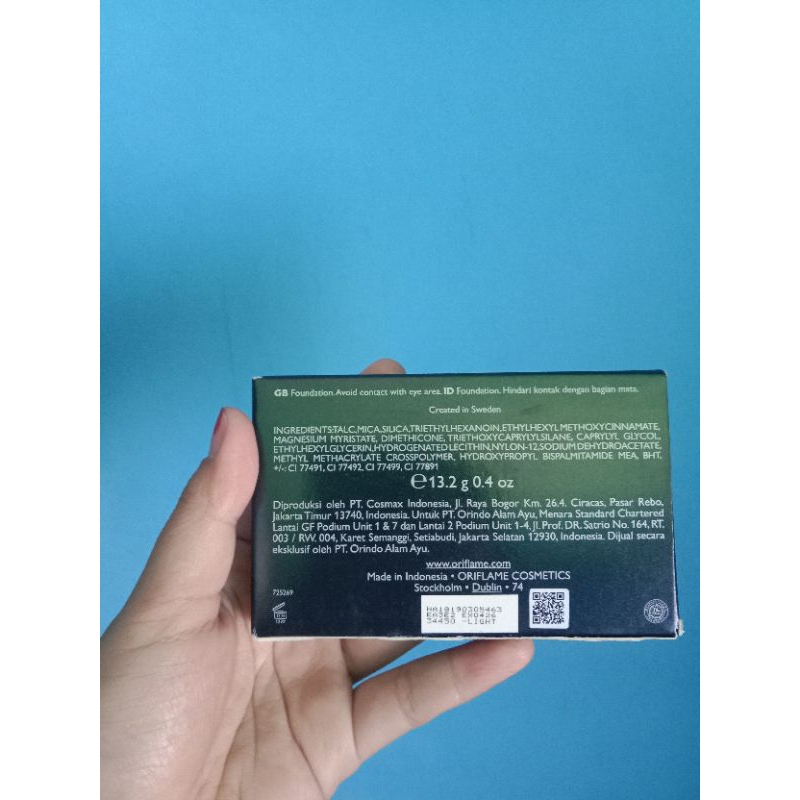 GB Foundation. Avoid contact with eye area. ID Foundation. Hindari kontak dengan bagian mata.
Created in Sweden
INGREDIENTS:TALC, MICA, SILICA, TRIETHYLHEXANOIN, ETHYLHEXYL METHOXYCINNAMATE,
MAGNESIUM MYRISTATE, DIMETHICONE, TRIETHOXYCAPRYLYLSILANE, CAPRYLYL GLYCOL,
ETHYLHEXYLGLYCERIN, HYDROGENATED LECITHIN, NYLON-12, SODIUM DEHYDROACETATE,
METHYL METHACRYLATE CROSSPOLYMER, HYDROXYPROPYL BISPALMITAMIDE MEA, BHT,
+/-: CI 77491, CI 77492, CI 77499, CI 77891
℮13.2 g 0.4 oz
Diproduksi oleh PT. Cosmax Indonesia, Jl. Raya Bogor Km. 26.4. Ciracas, Pasar Rebo,
Jakarta Timur 13740, Indonesia. Untuk PT. Orindo Alam Ayu, Menara Standard Chartered
Lantai GF Podium Unit 1 & 7 dan Lantai 2 Podium Unit 1-4, Jl. Prof. DR. Satrio No. 164, RT.
003 / RW. 004, Karet Semanggi, Setiabudi, Jakarta Selatan 12930, Indonesia. Dijual secara
eksklusif oleh PT. Orindo Alam Ayu.
www.oriflame.com
Made in Indonesia • ORIFLAME COSMETICS
Stockholm • Dublin • 74
725269
NA18190205463
34490 -LIGHT